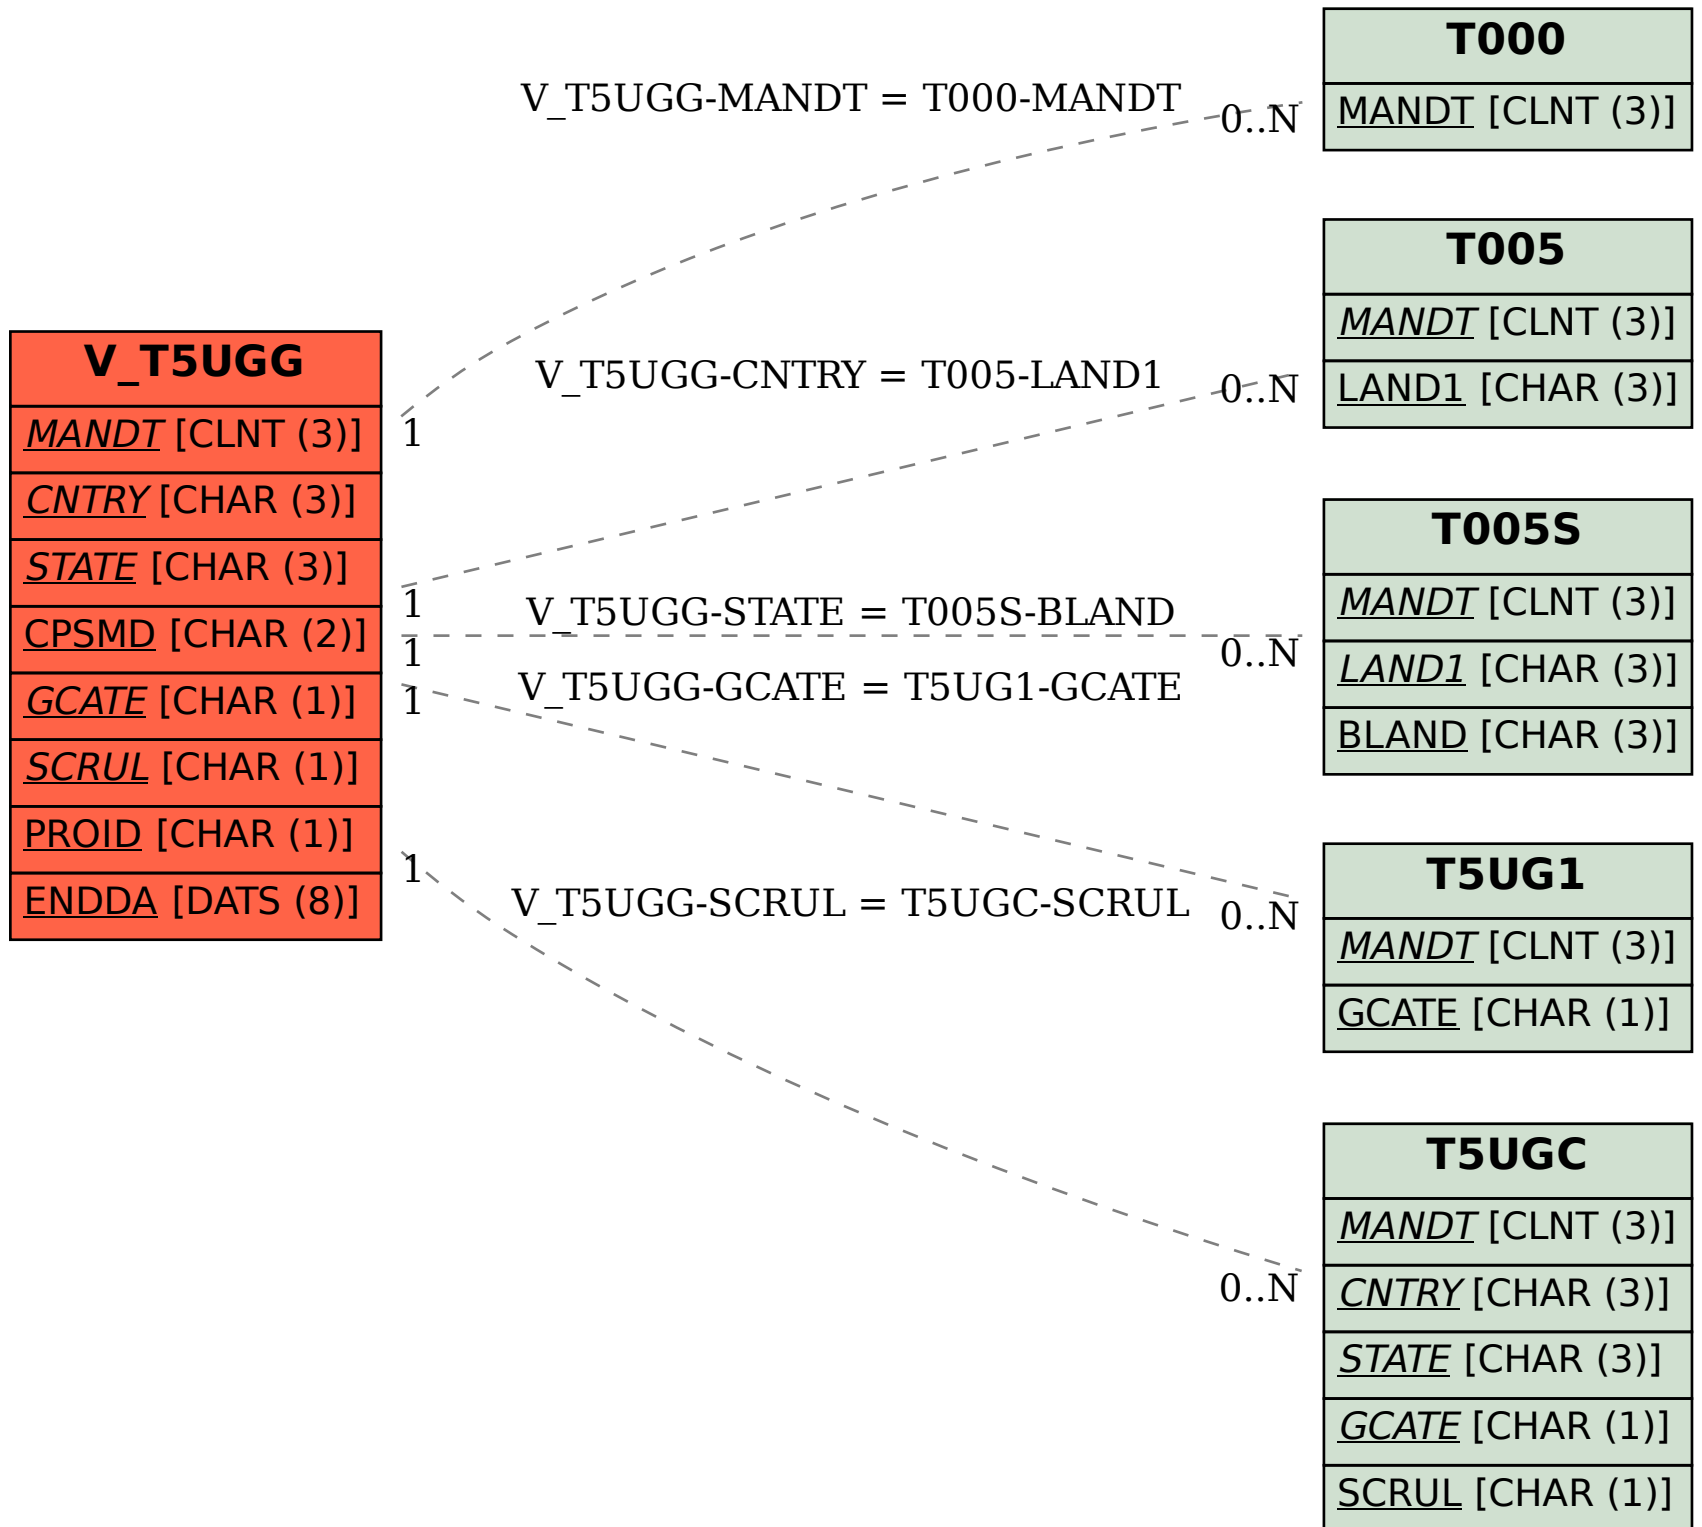 V_T5UGG
MANDT [CLNT (3)]
CNTRY [CHAR (3)]
STATE [CHAR (3)]
CPSMD [CHAR (2)]
GCATE [CHAR (1)]
SCRUL [CHAR (1)]
PROID [CHAR (1)]
ENDDA [DATS (8)]
V_T5UGG-MANDT = T000-MANDT
1
0..N
V_T5UGG-CNTRY = T005-LAND1
1
0..N
V_T5UGG-STATE = T005S-BLAND
1
0..N
V_T5UGG-GCATE = T5UG1-GCATE
1
0..N
V_T5UGG-SCRUL = T5UGC-SCRUL
1
0..N
T000
MANDT [CLNT (3)]
T005
MANDT [CLNT (3)]
LAND1 [CHAR (3)]
T005S
MANDT [CLNT (3)]
LAND1 [CHAR (3)]
BLAND [CHAR (3)]
T5UG1
MANDT [CLNT (3)]
GCATE [CHAR (1)]
T5UGC
MANDT [CLNT (3)]
CNTRY [CHAR (3)]
STATE [CHAR (3)]
GCATE [CHAR (1)]
SCRUL [CHAR (1)]